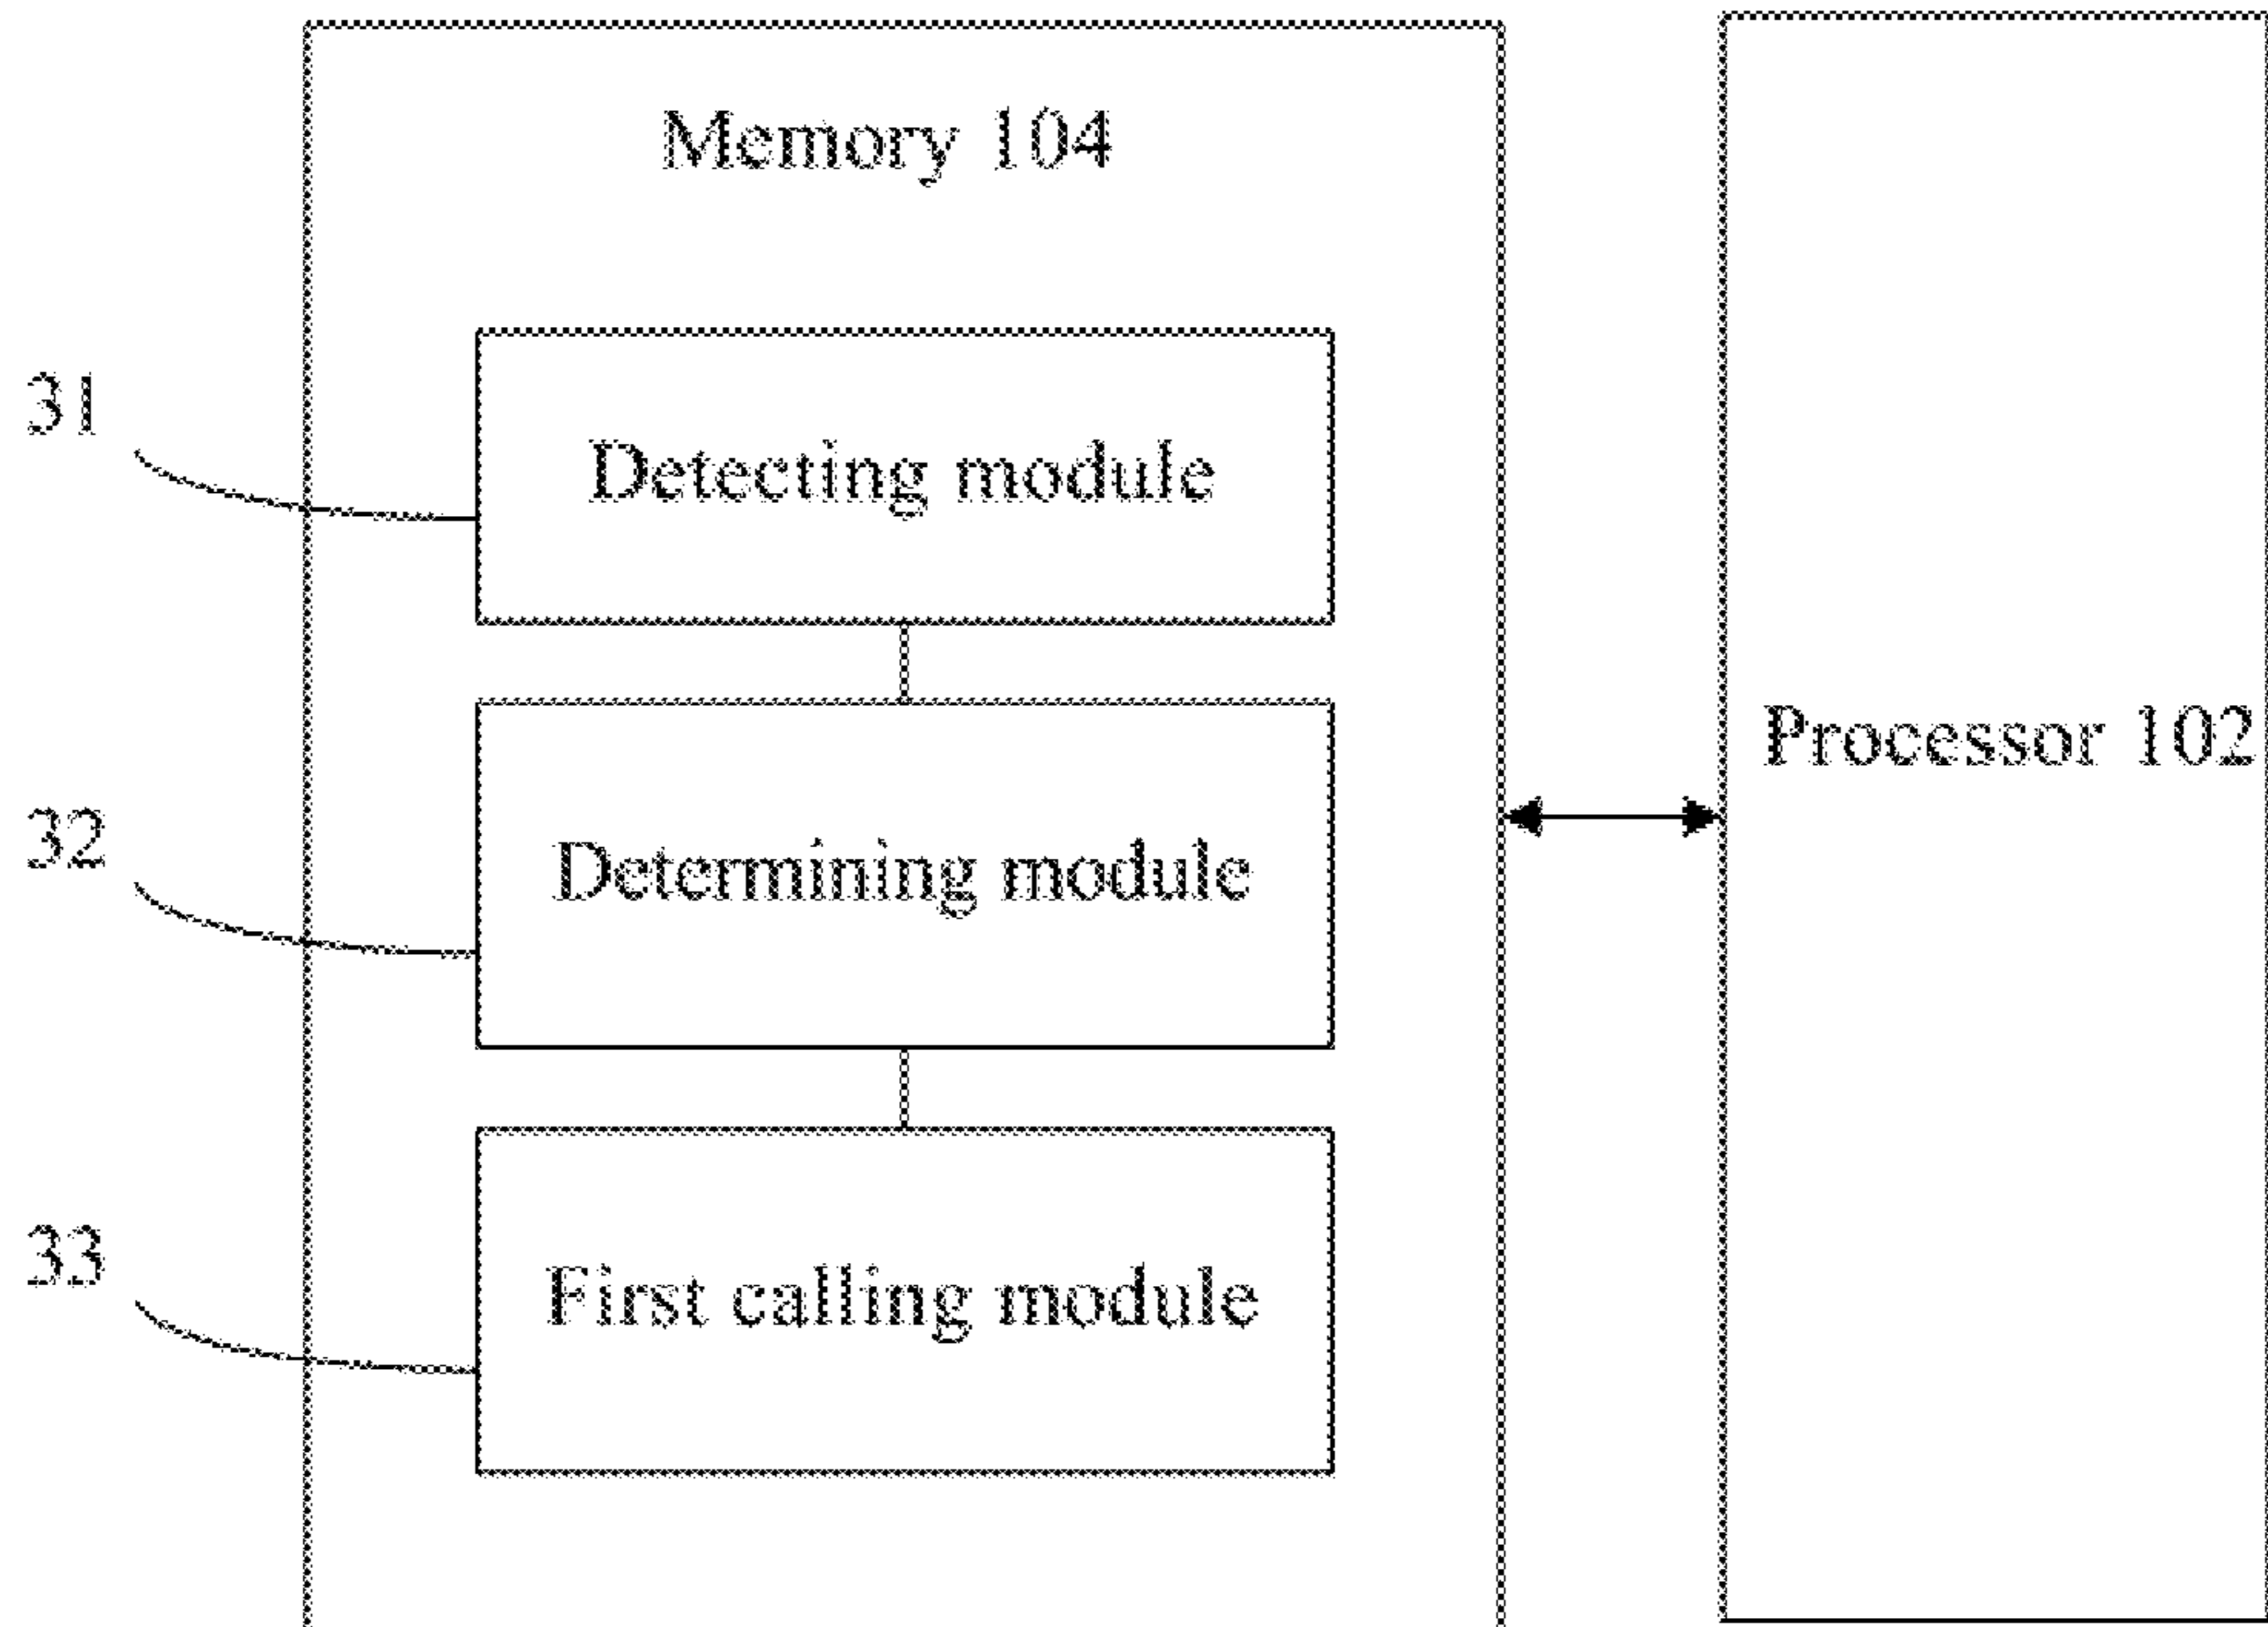 Memory 104
31
Detecting module
Processor 102
32
Determining module
33
First calling module